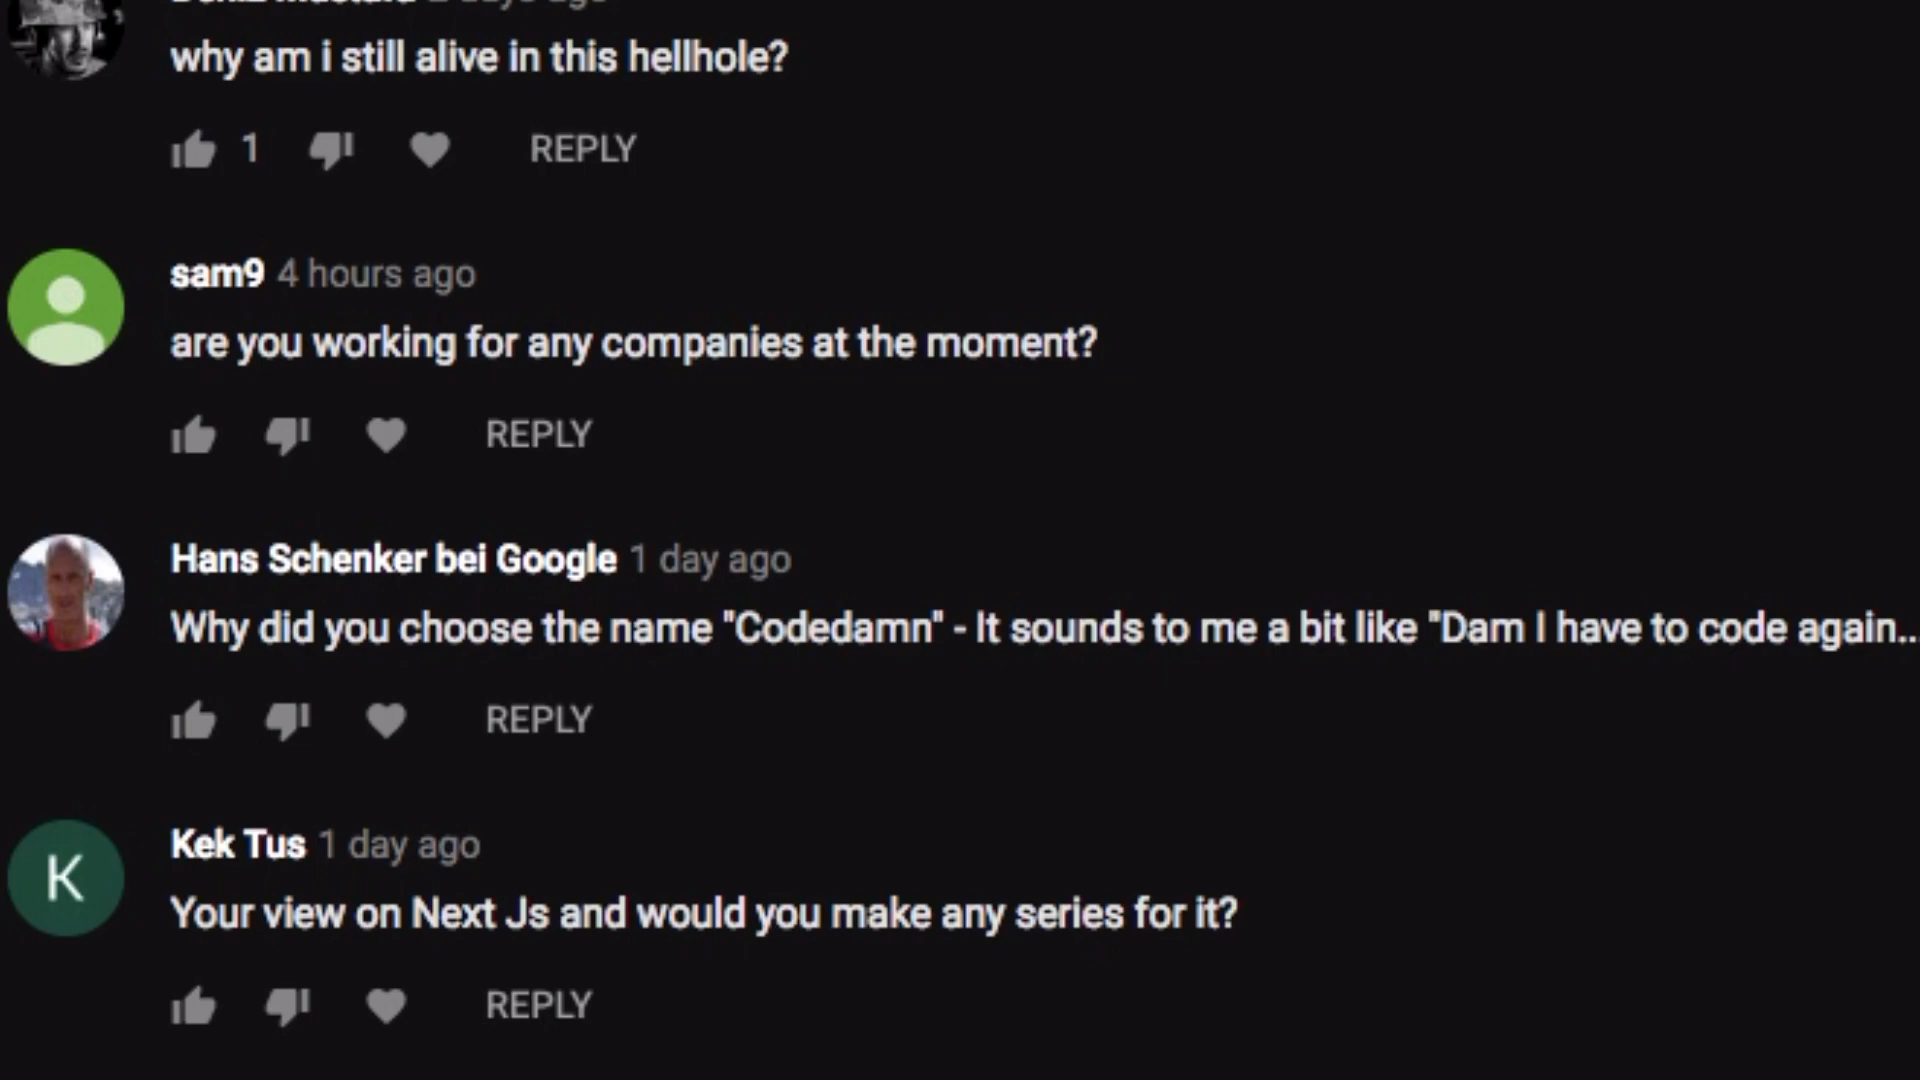 why am i still alive in this hellhole?
1 REPLY
sam9 4 hours ago
are you working for any companies at the moment?
REPLY
Hans Schenker bei Google 1 day ago
Why did you choose the name "Codedamn" - It sounds to me a bit like "Dam I have to code again..
REPLY
K
Kek Tus 1 day ago
Your view on Next Js and would you make any series for it?
REPLY